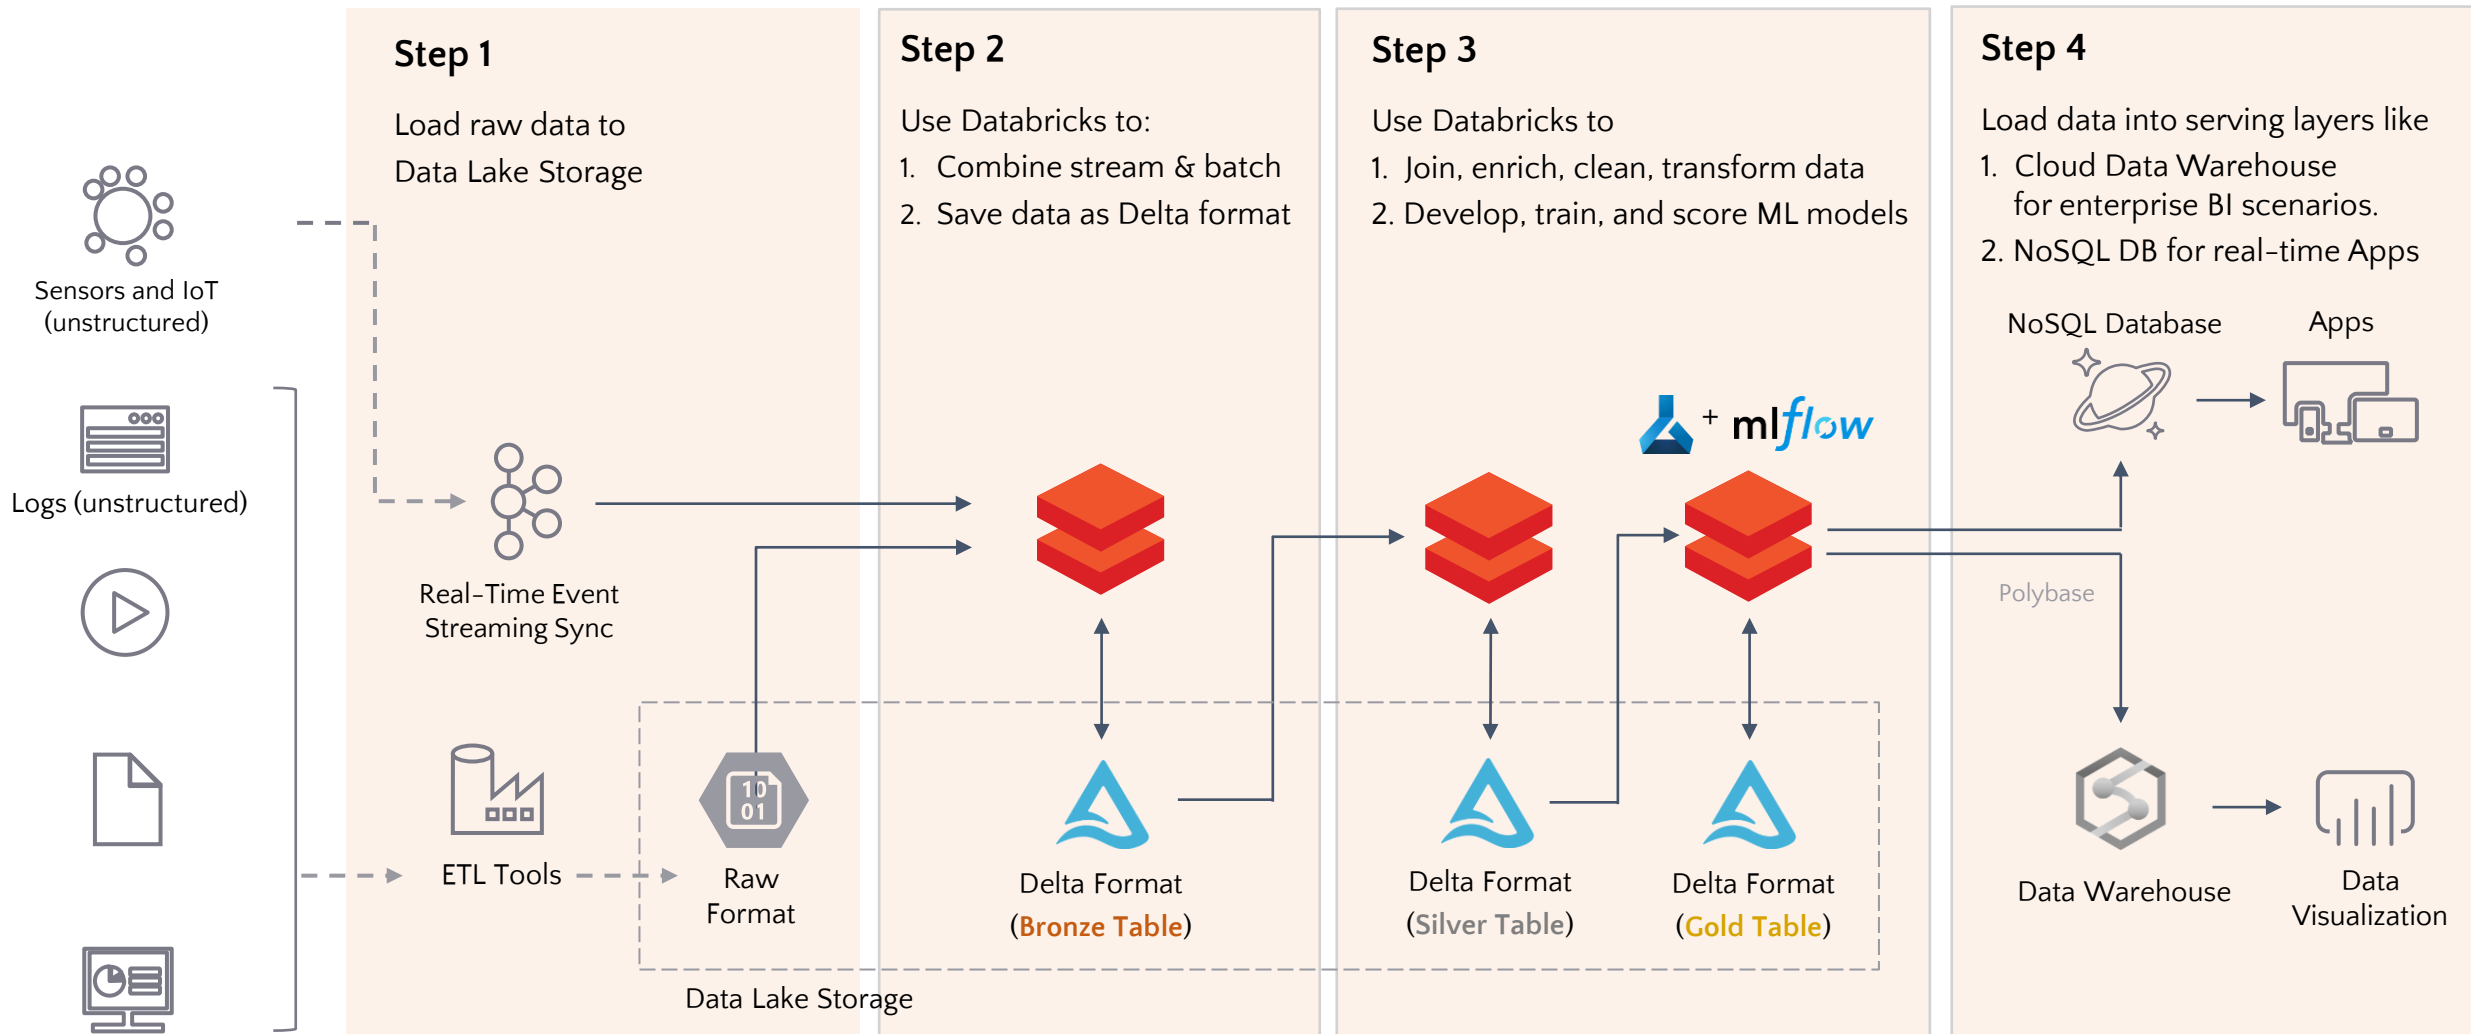 Step 1
Load raw data to
Data Lake Storage
Step 2
Use Databricks to:
1. Combine stream & batch
2. Save data as Delta format
Step 3
Use Databricks to
1. Join, enrich, clean, transform data
2. Develop, train, and score ML models
Step 4
Load data into serving layers like
1. Cloud Data Warehouse
for enterprise BI scenarios.
2. NoSQL DB for real-time Apps
Sensors and IoT
(unstructured)
Logs (unstructured)
Real-Time Event
Streaming Sync
ETL Tools
10
01
Raw
Format
Delta Format
(Bronze Table)
+ mlflow
Delta Format
(Silver Table)
Delta Format
(Gold Table)
Data Lake Storage
NoSQL Database
Apps
Polybase
Data Warehouse
Data
Visualization